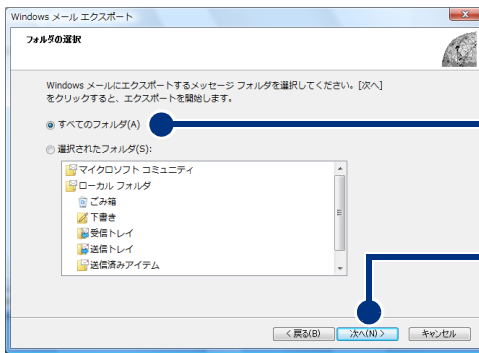 Windows メール エクスポート
フォルダの選択
Windows メールにエクスポートするメッセージ フォルダを選択してください。[次へ]
をクリックすると、エクスポートを開始します。
すべてのフォルダ(A)
選択されたフォルダ(S):
マイクロソフト コミュニティ
ローカル フォルダ
ごみ箱
下書き
受信トレイ
送信トレイ
送信済みアイテム
< 戻る(B) 次へ(N) > キャンセル